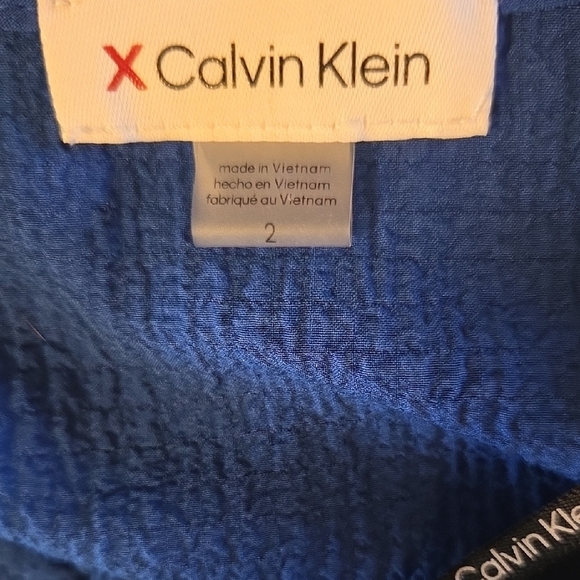 X Calvin Klein
made in Vietnam
hecho en Vietnam
fabriqué au Vietnam
2
Calvin Kle